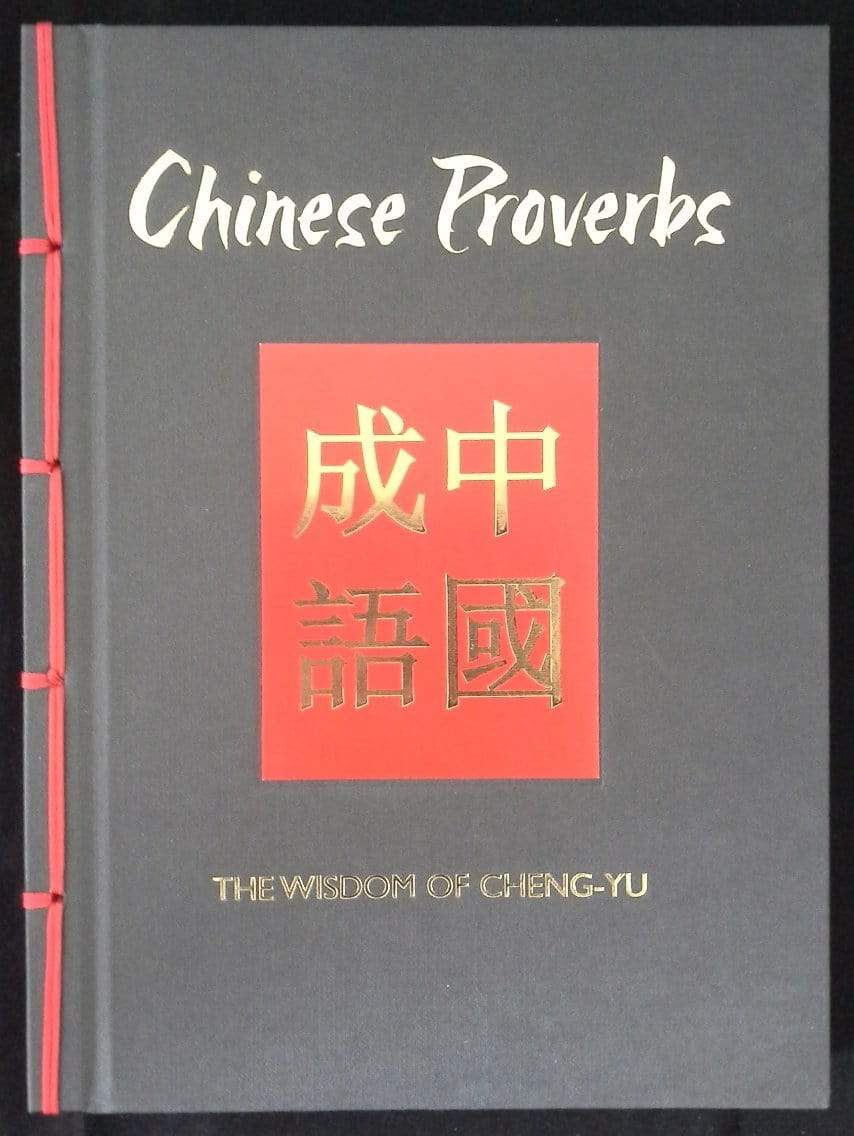 Chinese Proverbs
中國
成語
THE WISDOM OF CHENG-YU